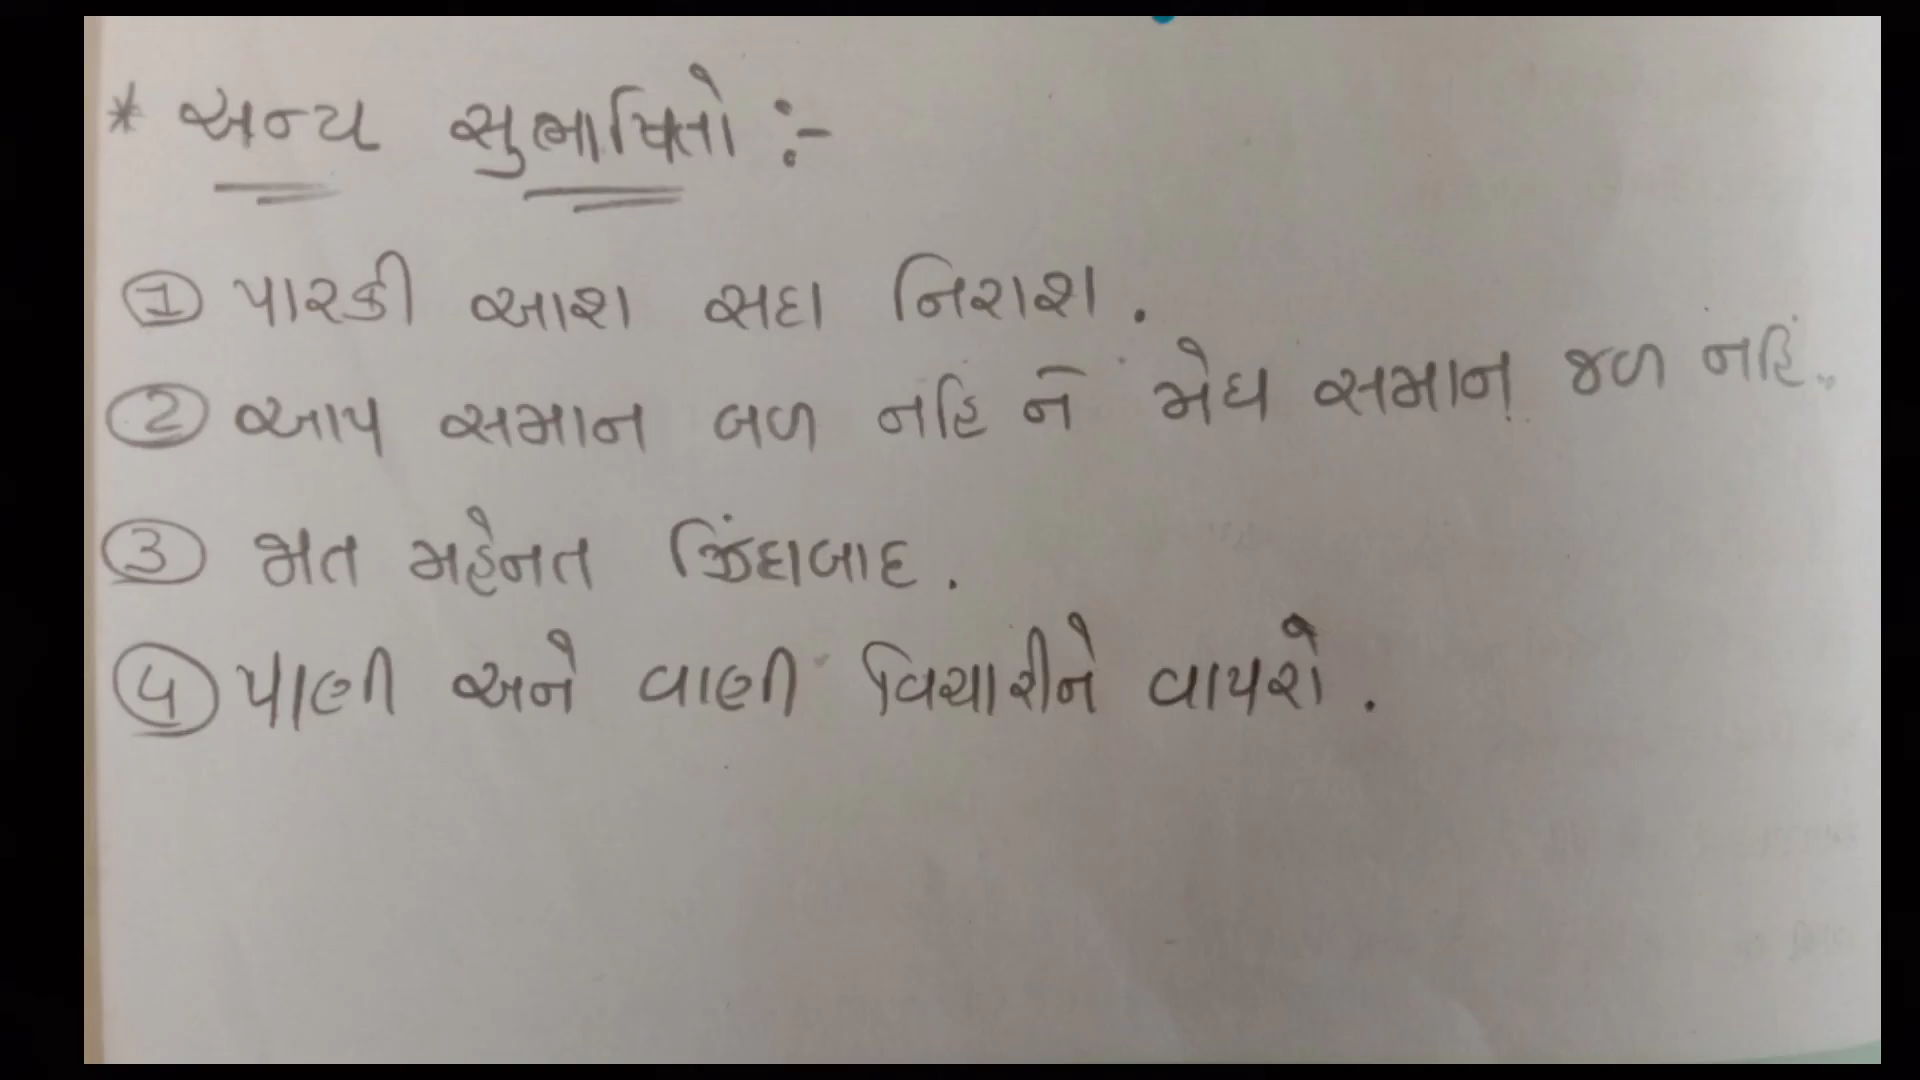 * અન્ય સુભાષિતો :-
① પારકી આશ સદા નિરાશ.
② આપ સમાન બળ નહિ ને મેઘ સમાન જળ નહિં..
③ જાત મહેનત ઝિંદાબાદ.
④ પાણી અને વાણી વિચારીને વાપરો.